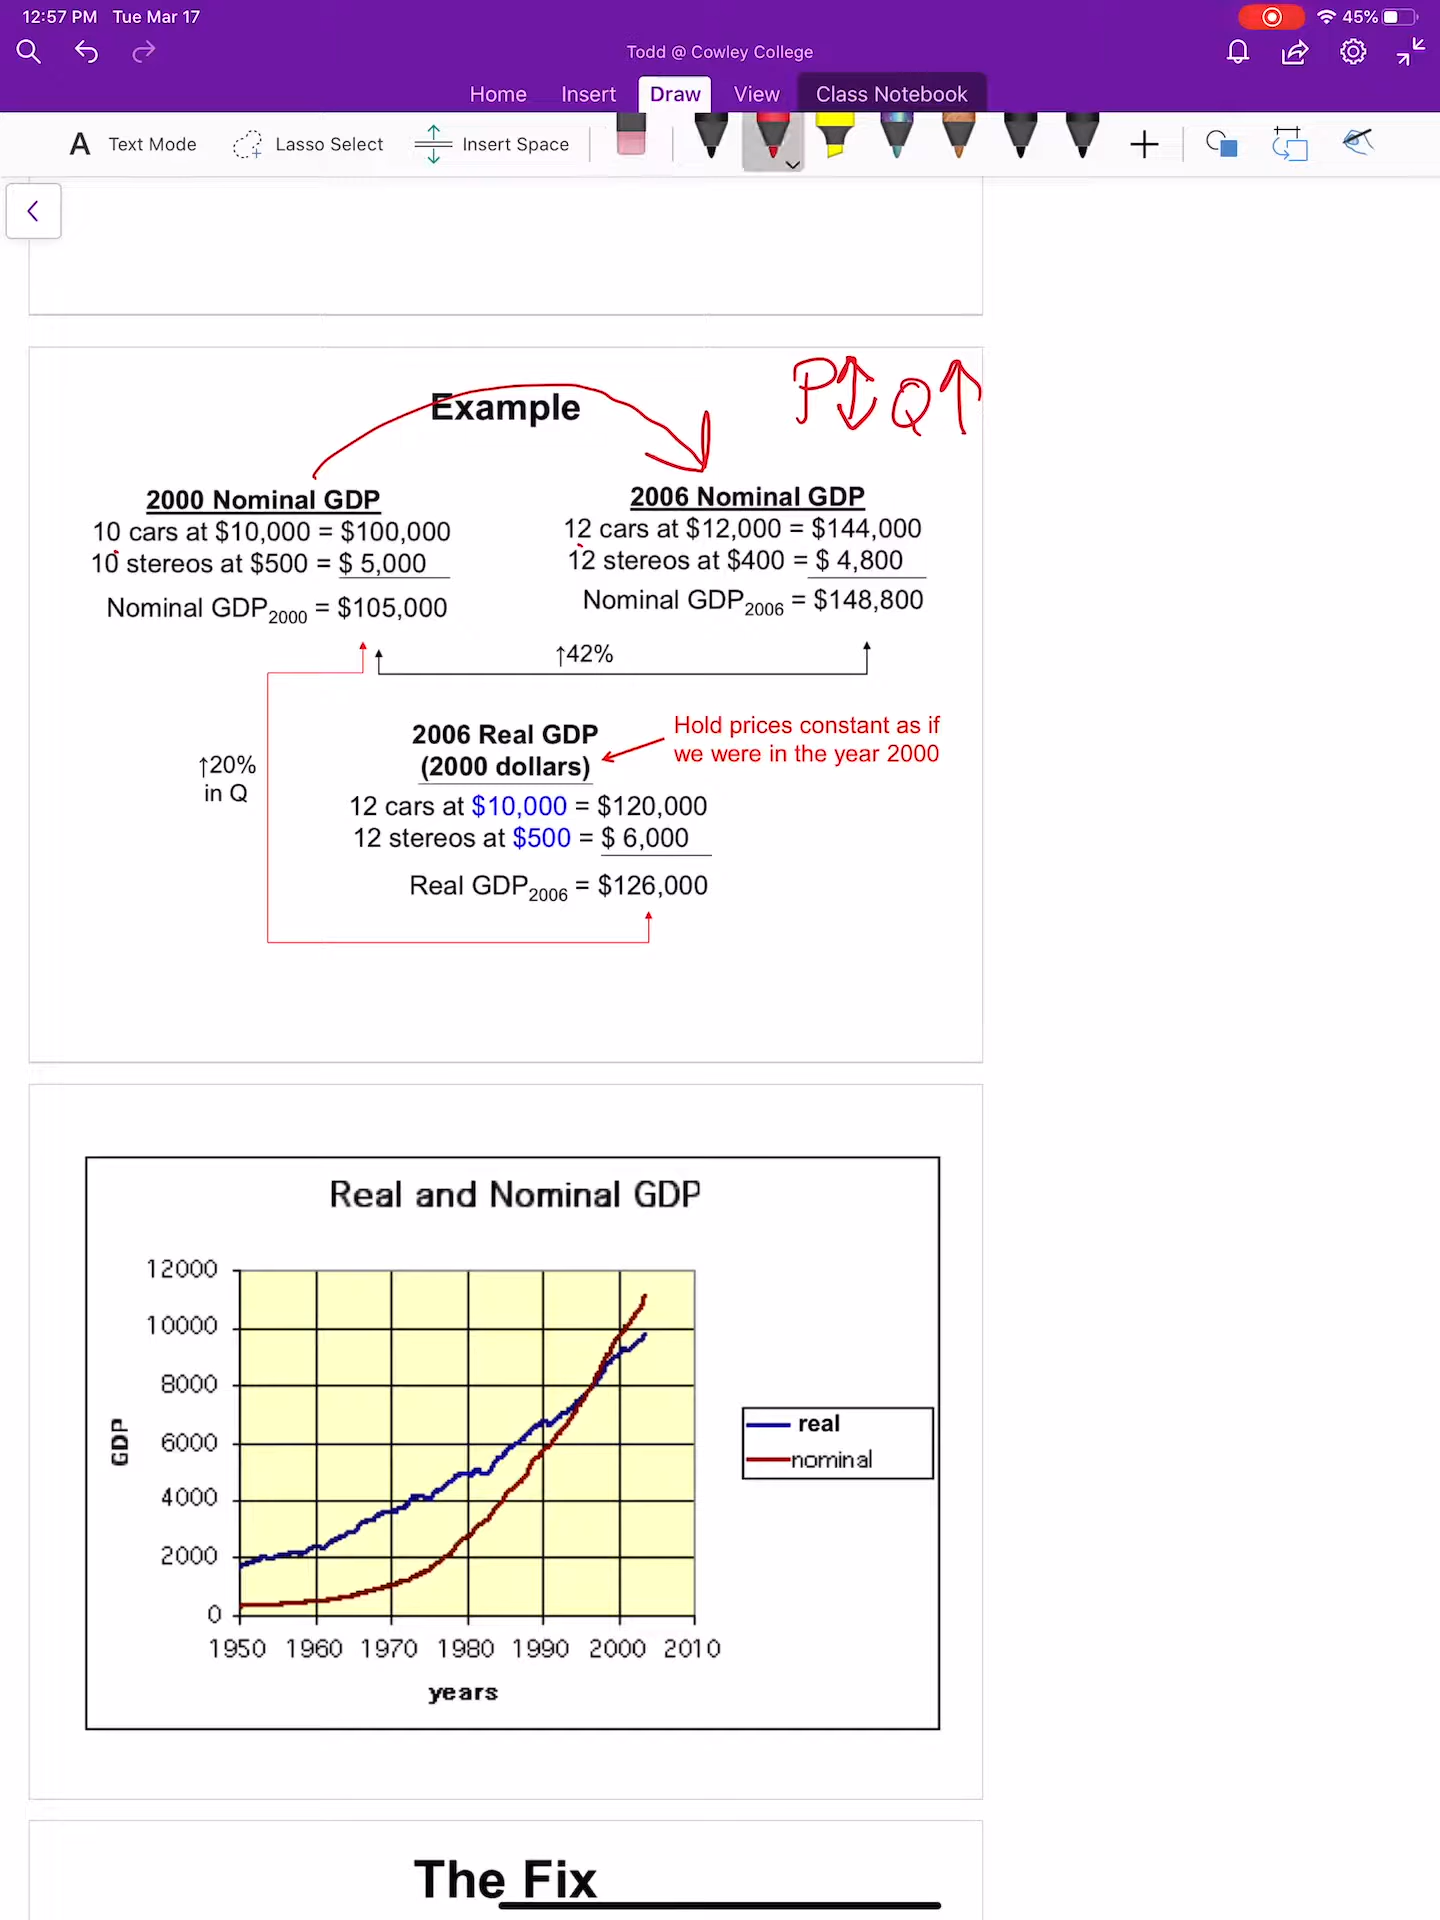 12:57 PM Tue Mar 17
45%
Todd @ Cowley College
Home Insert Draw View Class Notebook
A Text Mode Lasso Select Insert Space
P↕ Q↑
Example
2000 Nominal GDP
10 cars at $10,000 = $100,000
10 stereos at $500 = $ 5,000
Nominal GDP2000 = $105,000
2006 Nominal GDP
12 cars at $12,000 = $144,000
12 stereos at $400 = $ 4,800
Nominal GDP2006 = $148,800
↑42%
↑20%
in Q
2006 Real GDP
(2000 dollars)
Hold prices constant as if
we were in the year 2000
12 cars at $10,000 = $120,000
12 stereos at $500 = $ 6,000
Real GDP2006 = $126,000
Real and Nominal GDP
12000
10000
8000
6000
4000
2000
0
GDP
1950 1960 1970 1980 1990 2000 2010
years
real
nominal
The Fix